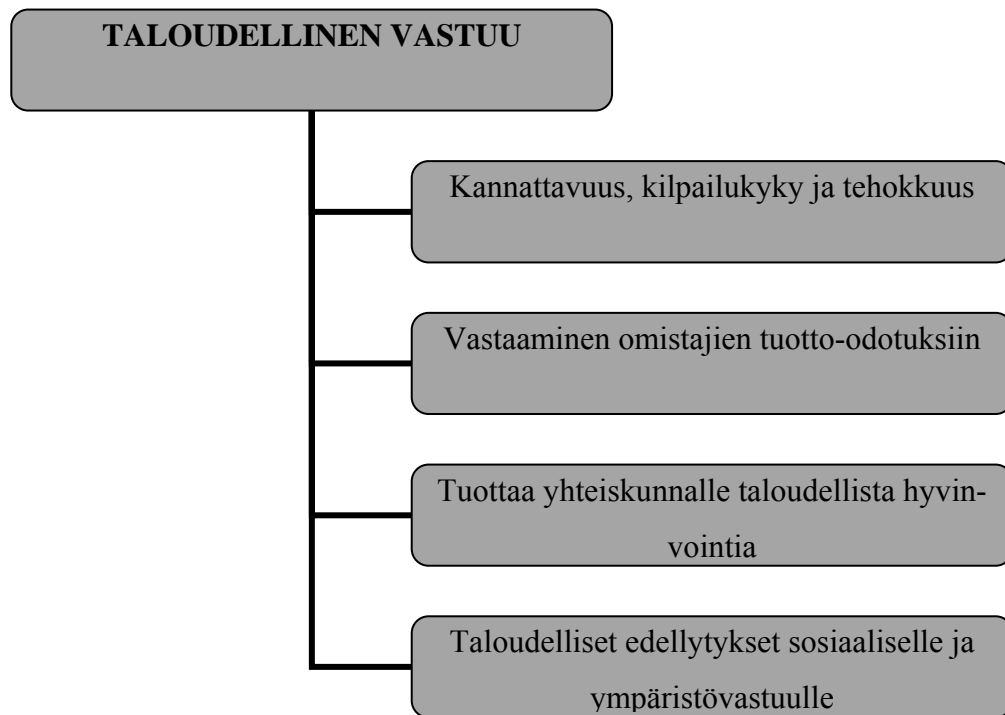 TALOUDELLINEN VASTUU
Kannattavuus, kilpailukyky ja tehokkuus
Vastaaminen omistajien tuotto-odotuksiin
Tuottaa yhteiskunnalle taloudellista hyvin-
vointia
Taloudelliset edellytykset sosiaaliselle ja
ympäristövastuulle